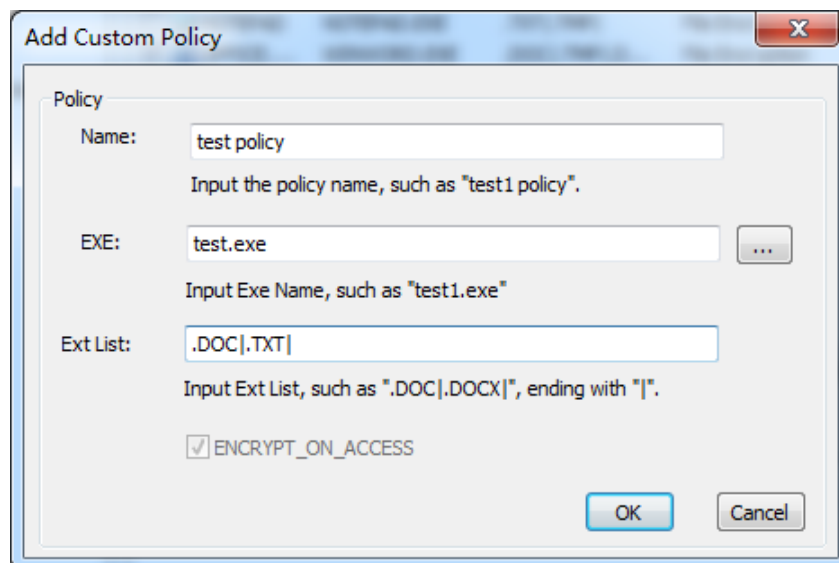 Add Custom Policy
Policy
Name: test policy
Input the policy name, such as "test1 policy".
EXE: test.exe ...
Input Exe Name, such as "test1.exe"
Ext List: .DOC|.TXT|
Input Ext List, such as ".DOC|.DOCX|", ending with "|".
ENCRYPT_ON_ACCESS
OK Cancel